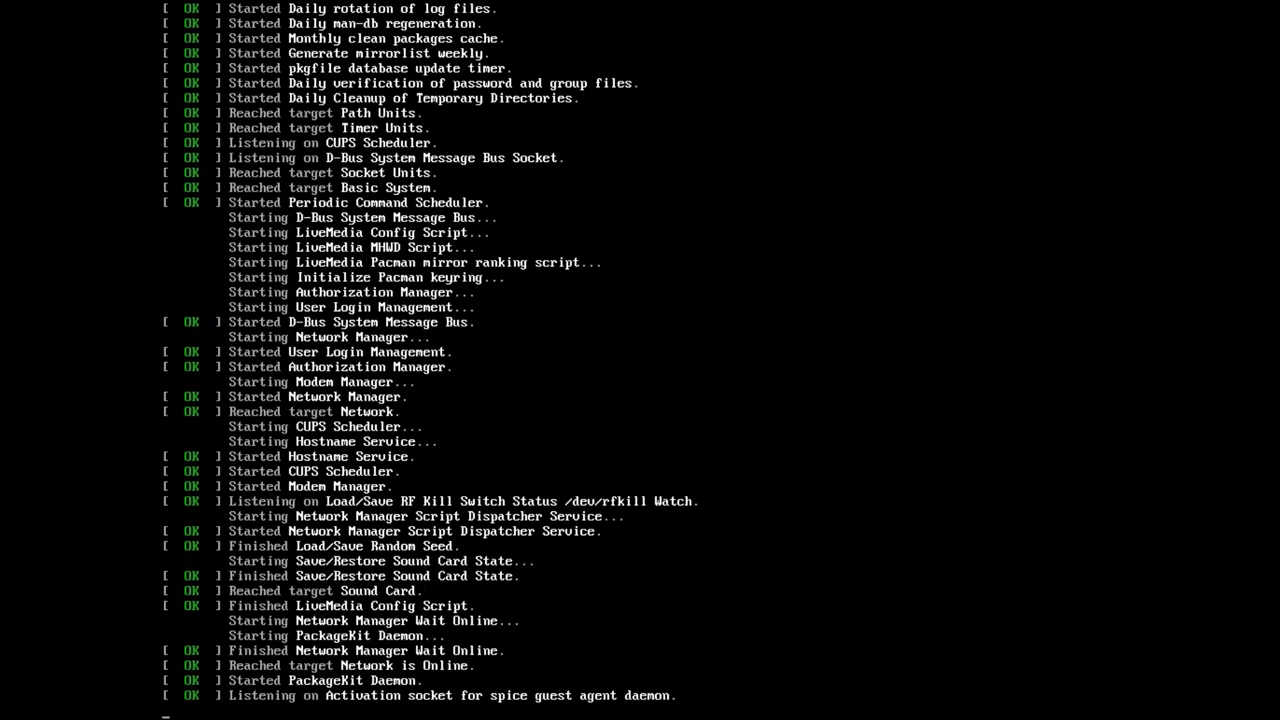 [  OK  ] Started Daily rotation of log files.
[  OK  ] Started Daily man-db regeneration.
[  OK  ] Started Monthly clean packages cache.
[  OK  ] Started Generate mirrorlist weekly.
[  OK  ] Started pkgfile database update timer.
[  OK  ] Started Daily verification of password and group files.
[  OK  ] Started Daily Cleanup of Temporary Directories.
[  OK  ] Reached target Path Units.
[  OK  ] Reached target Timer Units.
[  OK  ] Listening on CUPS Scheduler.
[  OK  ] Listening on D-Bus System Message Bus Socket.
[  OK  ] Reached target Socket Units.
[  OK  ] Reached target Basic System.
[  OK  ] Started Periodic Command Scheduler.
Starting D-Bus System Message Bus...
Starting LiveMedia Config Script...
Starting LiveMedia MHWD Script...
Starting LiveMedia Pacman mirror ranking script...
Starting Initialize Pacman keyring...
Starting Authorization Manager...
Starting User Login Management...
[  OK  ] Started D-Bus System Message Bus.
Starting Network Manager...
[  OK  ] Started User Login Management.
[  OK  ] Started Authorization Manager.
Starting Modem Manager...
[  OK  ] Started Network Manager.
[  OK  ] Reached target Network.
Starting CUPS Scheduler...
Starting Hostname Service...
[  OK  ] Started Hostname Service.
[  OK  ] Started CUPS Scheduler.
[  OK  ] Started Modem Manager.
[  OK  ] Listening on Load/Save RF Kill Switch Status /dev/rfkill Watch.
Starting Network Manager Script Dispatcher Service...
[  OK  ] Started Network Manager Script Dispatcher Service.
[  OK  ] Finished Load/Save Random Seed.
Starting Save/Restore Sound Card State...
[  OK  ] Finished Save/Restore Sound Card State.
[  OK  ] Reached target Sound Card.
[  OK  ] Finished LiveMedia Config Script.
Starting Network Manager Wait Online...
Starting PackageKit Daemon...
[  OK  ] Finished Network Manager Wait Online.
[  OK  ] Reached target Network is Online.
[  OK  ] Started PackageKit Daemon.
[  OK  ] Listening on Activation socket for spice guest agent daemon.